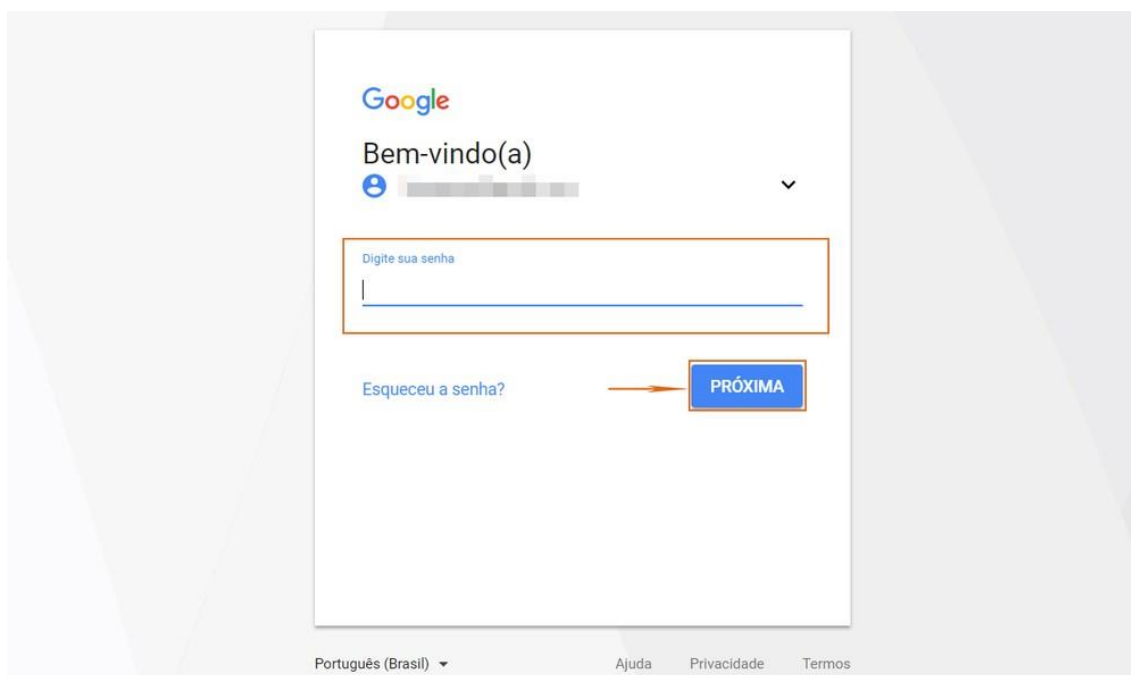 Google
Bem-vindo(a)
Digite sua senha
Esqueceu a senha?
PRÓXIMA
Português (Brasil)
Ajuda Privacidade Termos